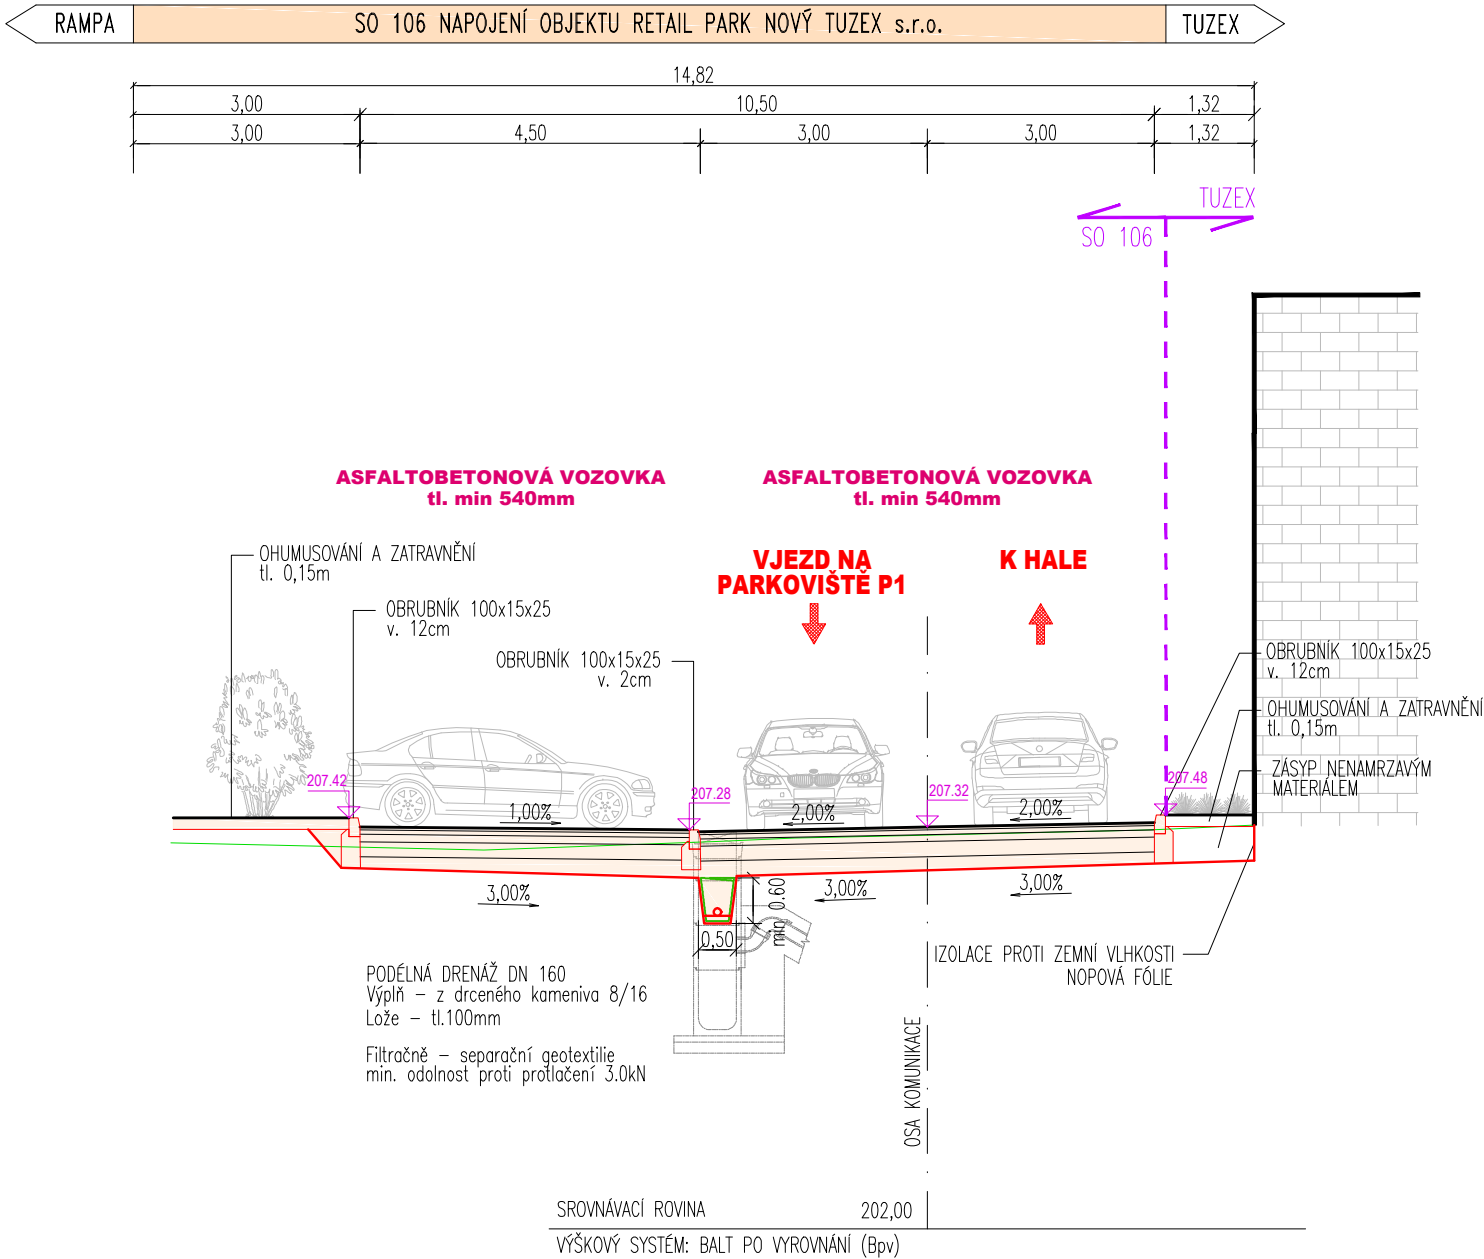 RAMPA
SO 106 NAPOJENÍ OBJEKTU RETAIL PARK NOVÝ TUZEX s.r.o.
TUZEX
14,82
3,00
10,50
1,32
3,00
4,50
3,00
3,00
1,32
TUZEX
SO 106
ASFALTOBETONOVÁ VOZOVKA
tl. min 540mm
ASFALTOBETONOVÁ VOZOVKA
tl. min 540mm
OHUMUSOVÁNÍ A ZATRAVNĚNÍ
tl. 0,15m
VJEZD NA
PARKOVIŠTĚ P1
K HALE
OBRUBNÍK 100x15x25
v. 12cm
OBRUBNÍK 100x15x25
v. 2cm
OBRUBNÍK 100x15x25
v. 12cm
OHUMUSOVÁNÍ A ZATRAVNĚNÍ
tl. 0,15m
ZÁSYP NENAMRZAVÝM
MATERIÁLEM
207.42
207.28
207.32
207.48
1,00%
2,00%
2,00%
3,00%
3,00%
3,00%
min 0.60
0,50
IZOLACE PROTI ZEMNÍ VLHKOSTI
NOPOVÁ FÓLIE
PODÉLNÁ DRENÁŽ DN 160
Výplň – z drceného kameniva 8/16
Lože – tl.100mm
Filtračně – separační geotextilie
min. odolnost proti protlačení 3.0kN
OSA KOMUNIKACE
SROVNÁVACÍ ROVINA 202,00
VÝŠKOVÝ SYSTÉM: BALT PO VYROVNÁNÍ (Bpv)